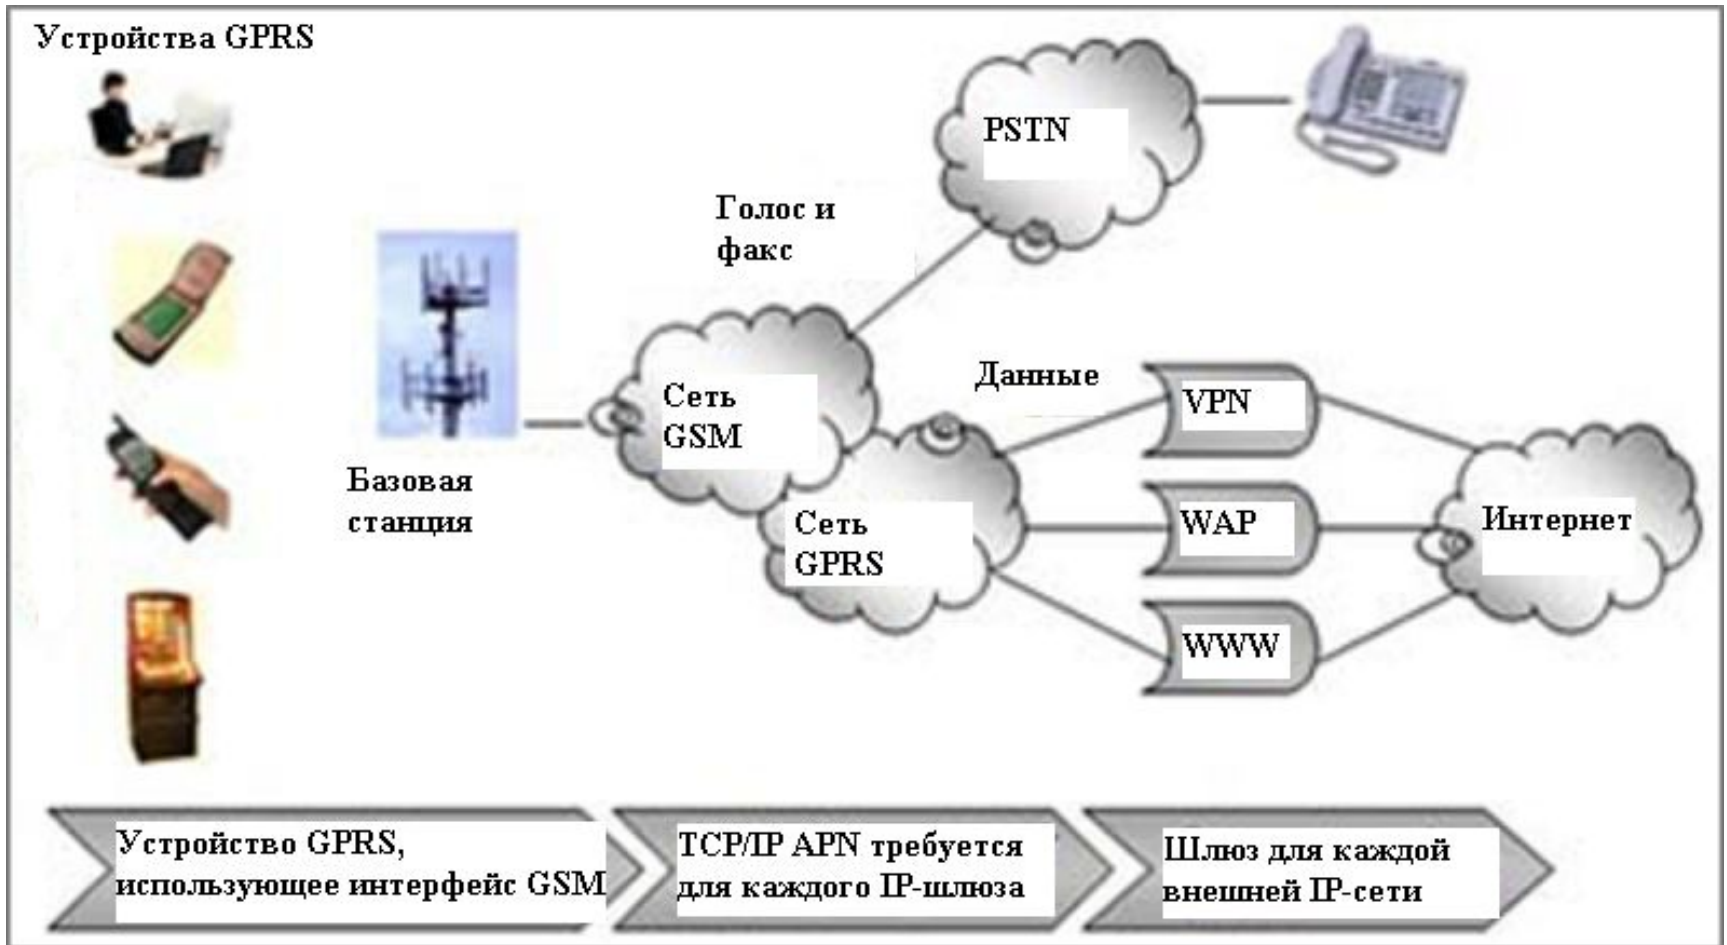 Устройства GPRS
PSTN
Голос и
факс
Данные
Сеть
GSM
VPN
Базовая
станция
Сеть
GPRS
WAP
Интернет
WWW
Устройство GPRS,
использующее интерфейс GSM
TCP/IP APN требуется
для каждого IP-шлюза
Шлюз для каждой
внешней IP-сети